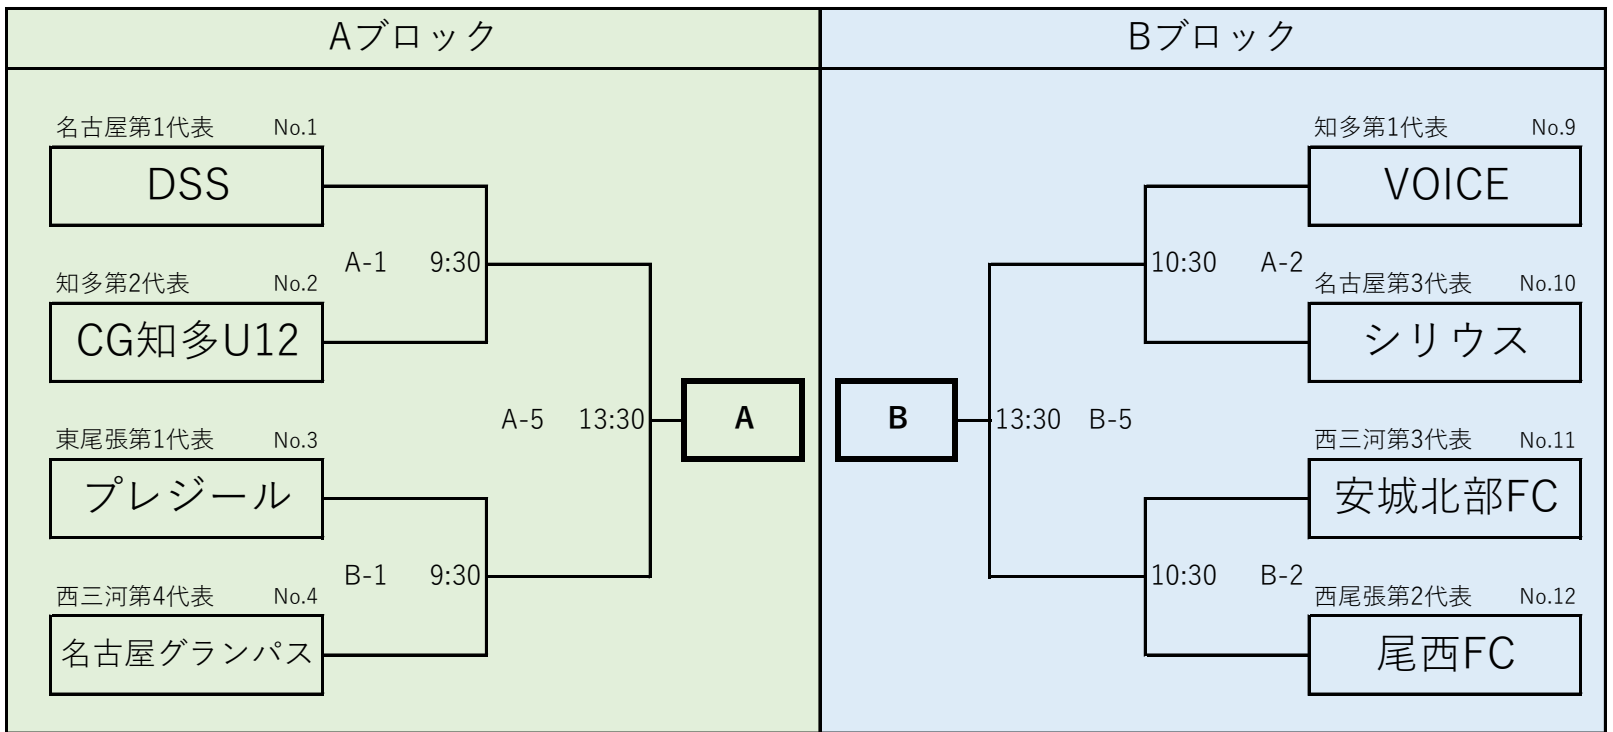 Aブロック
Bブロック
名古屋第1代表 No.1
DSS
A-1 9:30
知多第2代表 No.2
CG知多U12
A-5 13:30
A
東尾張第1代表 No.3
プレジール
B-1 9:30
西三河第4代表 No.4
名古屋グランパス
知多第1代表 No.9
VOICE
10:30 A-2
名古屋第3代表 No.10
シリウス
B
13:30 B-5
西三河第3代表 No.11
安城北部FC
10:30 B-2
西尾張第2代表 No.12
尾西FC